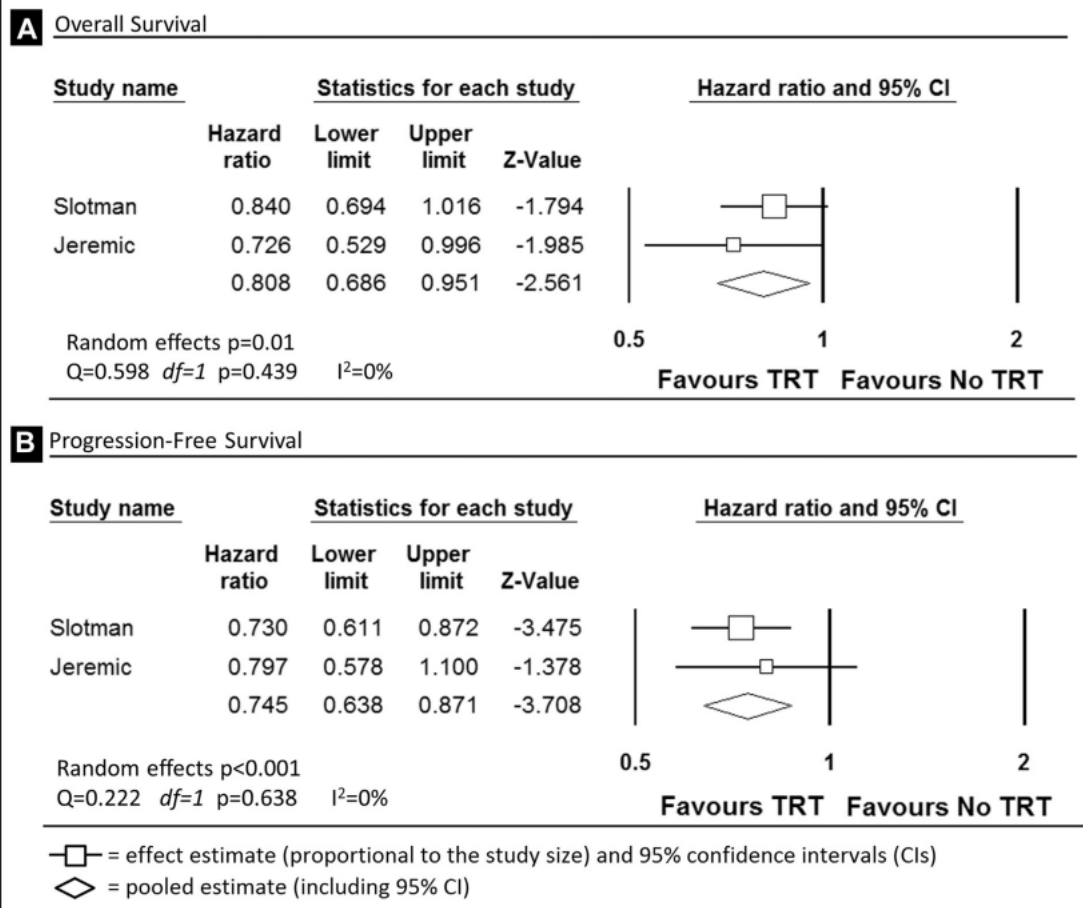 A Overall Survival
Study name Statistics for each study Hazard ratio and 95% CI
Hazard Lower Upper
ratio limit limit Z-Value
Slotman 0.840 0.694 1.016 -1.794
Jeremic 0.726 0.529 0.996 -1.985
0.808 0.686 0.951 -2.561
Random effects p=0.01 0.5 1 2
Q=0.598 df=1 p=0.439 I²=0% Favours TRT Favours No TRT
B Progression-Free Survival
Study name Statistics for each study Hazard ratio and 95% CI
Hazard Lower Upper
ratio limit limit Z-Value
Slotman 0.730 0.611 0.872 -3.475
Jeremic 0.797 0.578 1.100 -1.378
0.745 0.638 0.871 -3.708
Random effects p<0.001 0.5 1 2
Q=0.222 df=1 p=0.638 I²=0% Favours TRT Favours No TRT
= effect estimate (proportional to the study size) and 95% confidence intervals (CIs)
= pooled estimate (including 95% CI)